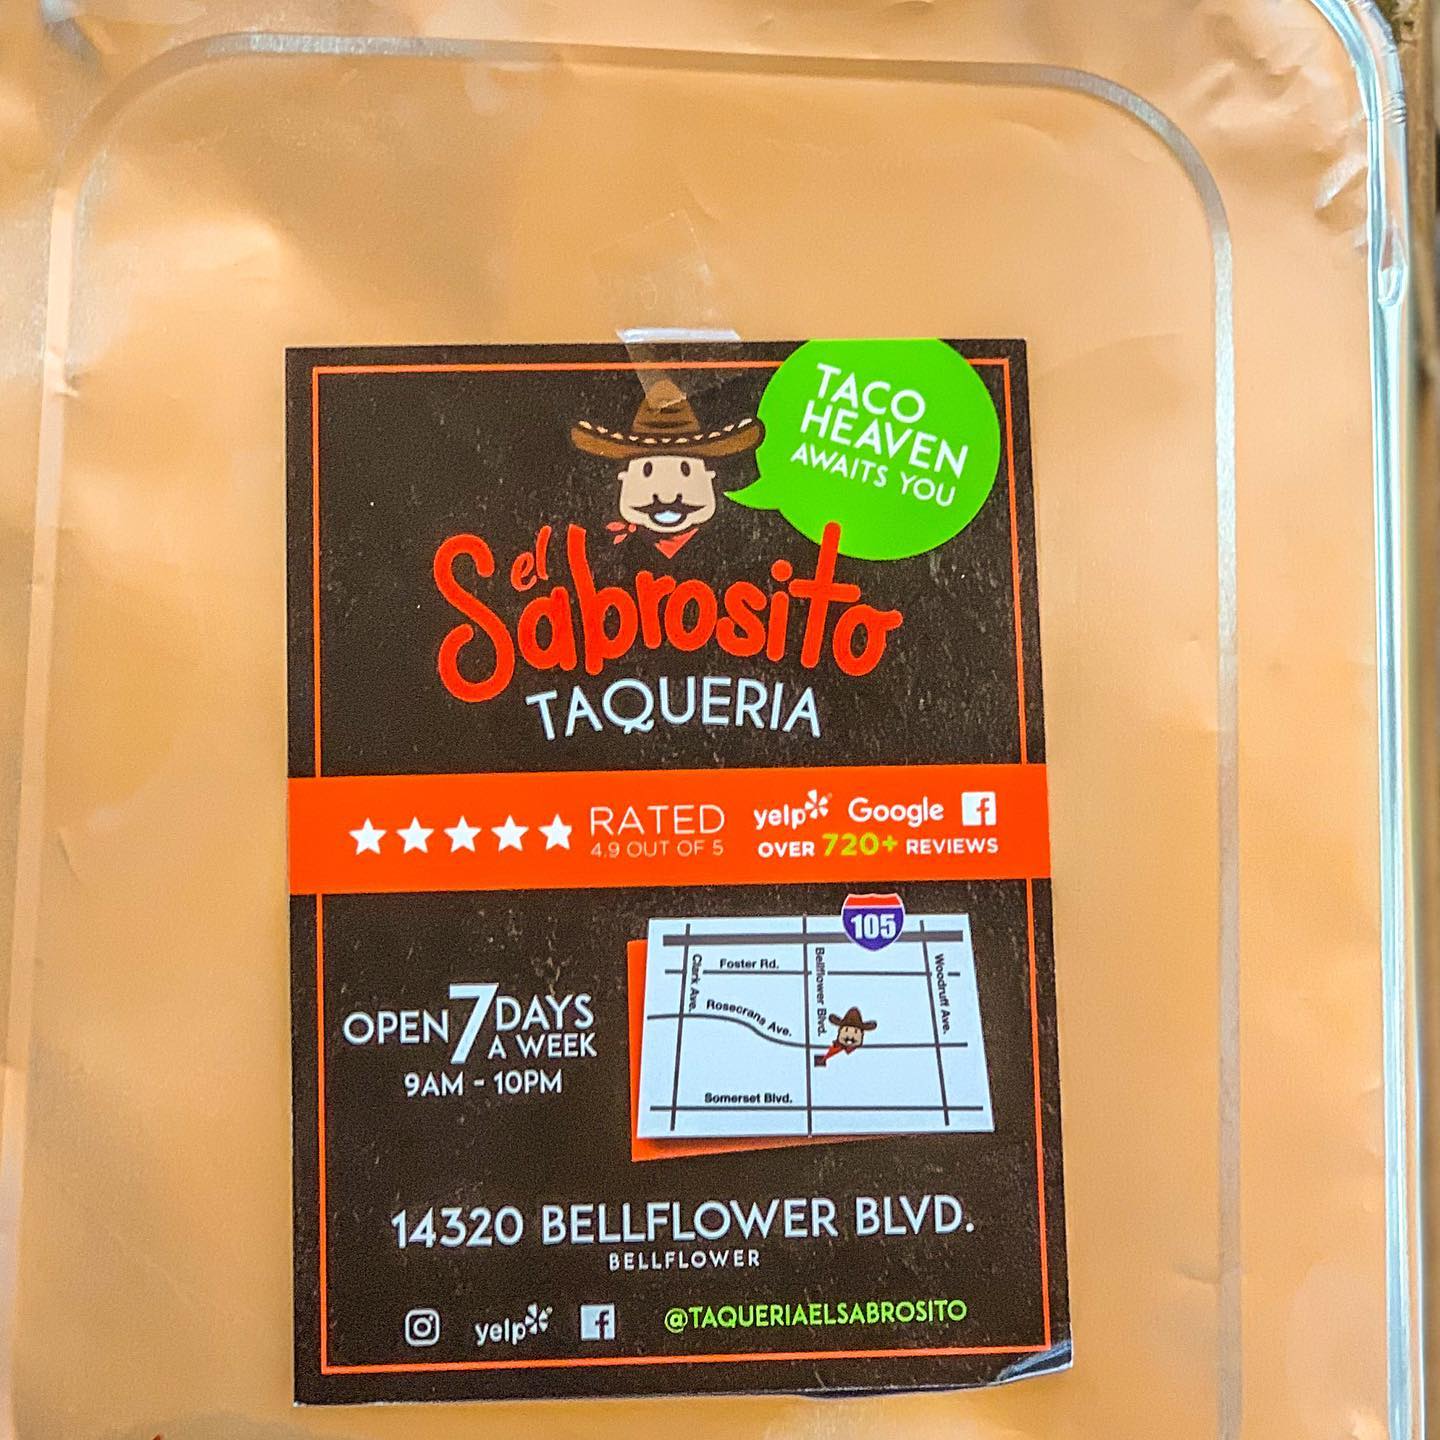 TACO
HEAVEN
AWAITS YOU
el
Sabrosito
TAQUERIA
RATED
4.9 OUT OF 5
yelp Google f
OVER 720+ REVIEWS
105
Foster Rd.
Clark Ave.
Bellflower Blvd.
Woodruff Ave.
Rosecrans Ave.
Somerset Blvd.
OPEN 7 DAYS
A WEEK
9AM - 10PM
14320 BELLFLOWER BLVD.
BELLFLOWER
yelp f @TAQUERIAELSABROSITO